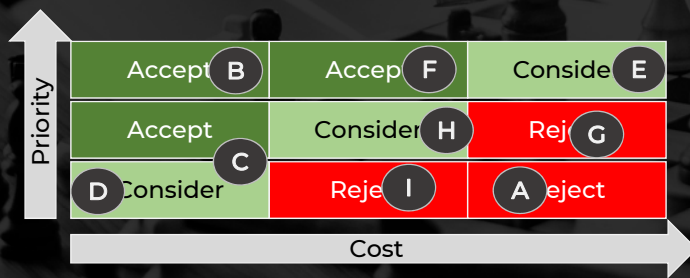 Priority
Accept B Accep F Conside E
Accept Consider H Rej G
C
D Consider Reje I A eject
Cost